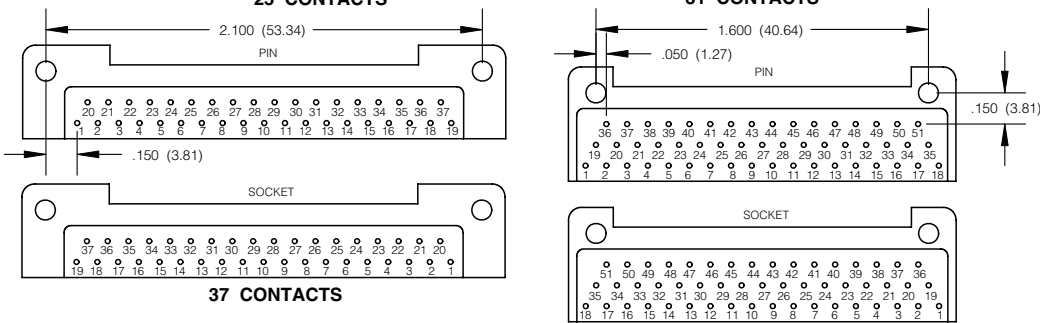 25 CONTACTS
2.100 (53.34)
PIN
20 21 22 23 24 25 26 27 28 29 30 31 32 33 34 35 36 37
1 2 3 4 5 6 7 8 9 10 11 12 13 14 15 16 17 18 19
.150 (3.81)
SOCKET
37 36 35 34 33 32 31 30 29 28 27 26 25 24 23 22 21 20
19 18 17 16 15 14 13 12 11 10 9 8 7 6 5 4 3 2 1
37 CONTACTS
CONTACTS
1.600 (40.64)
.050 (1.27)
PIN
.150 (3.81)
36 37 38 39 40 41 42 43 44 45 46 47 48 49 50 51
19 20 21 22 23 24 25 26 27 28 29 30 31 32 33 34 35
1 2 3 4 5 6 7 8 9 10 11 12 13 14 15 16 17 18
SOCKET
51 50 49 48 47 46 45 44 43 42 41 40 39 38 37 36
35 34 33 32 31 30 29 28 27 26 25 24 23 22 21 20 19
18 17 16 15 14 13 12 11 10 9 8 7 6 5 4 3 2 1